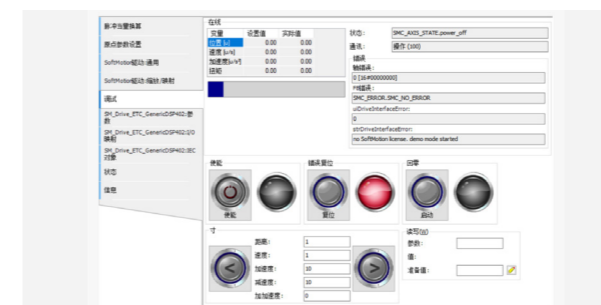 脉冲当量换算
原点参数设置
SoftMotor驱动:通用
SoftMotor驱动:缩放/映射
调试
SM_Drive_ETC_GenericDSP402:参数
SM_Drive_ETC_GenericDSP402:I/O映射
SM_Drive_ETC_GenericDSP402:IEC对象
状态
信息
在线
变量 设置值 实际值
位置 [u] 0.00 0.00
速度 [u/s] 0.00 0.00
加速度[u/s²] 0.00 0.00
扭矩 0.00 0.00
状态: SMC_AXIS_STATE.power_off
通讯: 操作 (100)
错误
轴错误:
0 [16#00000000]
FB错误:
SMC_ERROR.SMC_NO_ERROR
uiDriveInterfaceError:
0
strDriveInterfaceError:
no SoftMotion license. demo mode started
使能
使能
错误复位
复位
回零
启动
寸
距离: 1
速度: 1
加速度: 10
减速度: 10
加加速度: 0
<
>
读写(W)
参数:
值:
准备值: